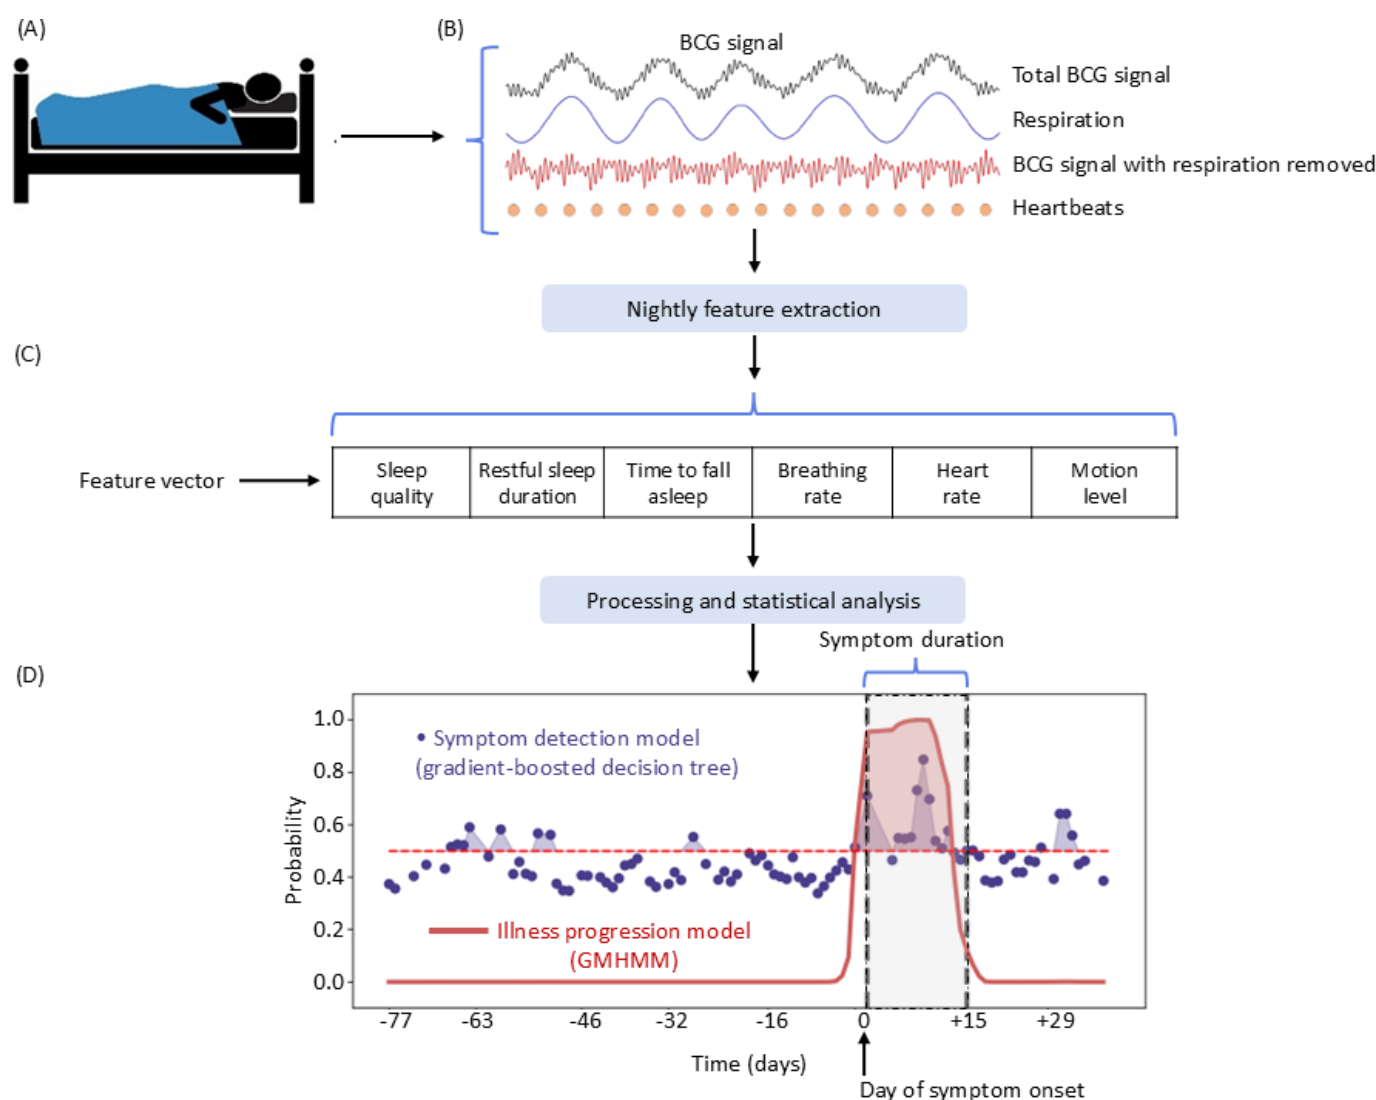 (A)
(B)
BCG signal
Total BCG signal
Respiration
BCG signal with respiration removed
Heartbeats
Nightly feature extraction
(C)
Feature vector
Sleep quality
Restful sleep duration
Time to fall asleep
Breathing rate
Heart rate
Motion level
Processing and statistical analysis
Symptom duration
(D)
Probability
1.0
0.8
0.6
0.4
0.2
0.0
Symptom detection model
(gradient-boosted decision tree)
Illness progression model
(GMHMM)
-77 -63 -46 -32 -16 0 +15 +29
Time (days)
Day of symptom onset